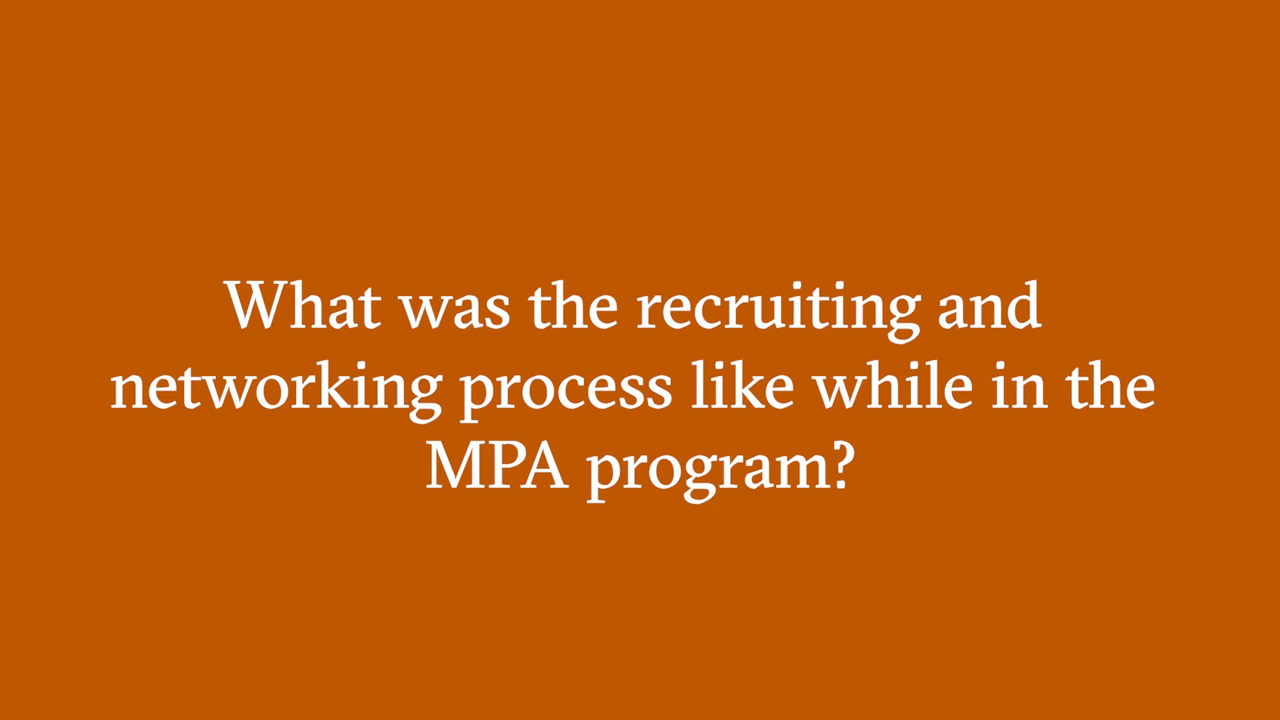 What was the recruiting and
networking process like while in the
MPA program?